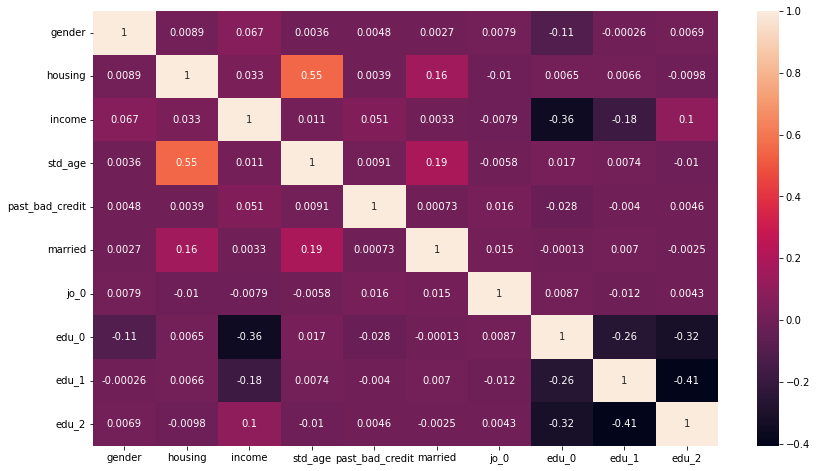 gender 1 0.0089 0.067 0.0036 0.0048 0.0027 0.0079 -0.11 -0.00026 0.0069
housing 0.0089 1 0.033 0.55 0.0039 0.16 -0.01 0.0065 0.0066 -0.0098
income 0.067 0.033 1 0.011 0.051 0.0033 -0.0079 -0.36 -0.18 0.1
std_age 0.0036 0.55 0.011 1 0.0091 0.19 -0.0058 0.017 0.0074 -0.01
past_bad_credit 0.0048 0.0039 0.051 0.0091 1 0.00073 0.016 -0.028 -0.004 0.0046
married 0.0027 0.16 0.0033 0.19 0.00073 1 0.015 -0.00013 0.007 -0.0025
jo_0 0.0079 -0.01 -0.0079 -0.0058 0.016 0.015 1 0.0087 -0.012 0.0043
edu_0 -0.11 0.0065 -0.36 0.017 -0.028 -0.00013 0.0087 1 -0.26 -0.32
edu_1 -0.00026 0.0066 -0.18 0.0074 -0.004 0.007 -0.012 -0.26 1 -0.41
edu_2 0.0069 -0.0098 0.1 -0.01 0.0046 -0.0025 0.0043 -0.32 -0.41 1
gender housing income std_age past_bad_credit married jo_0 edu_0 edu_1 edu_2
1.0
0.8
0.6
0.4
0.2
0.0
-0.2
-0.4